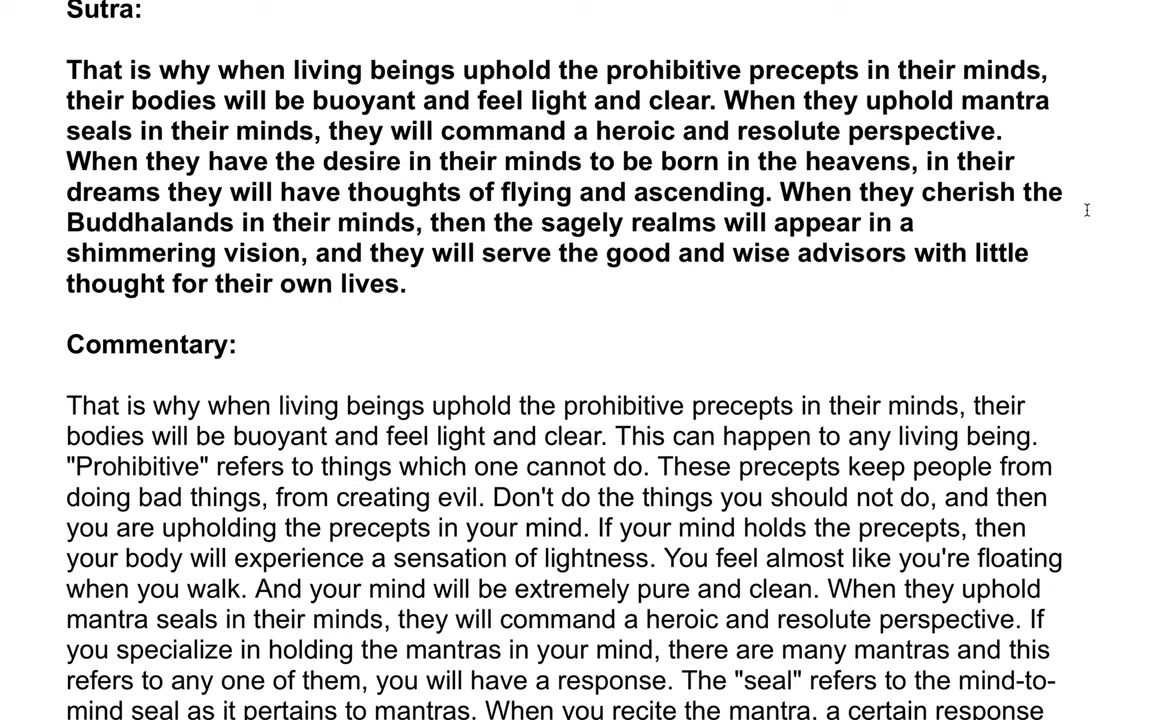 Sutra:
That is why when living beings uphold the prohibitive precepts in their minds,
their bodies will be buoyant and feel light and clear. When they uphold mantra
seals in their minds, they will command a heroic and resolute perspective.
When they have the desire in their minds to be born in the heavens, in their
dreams they will have thoughts of flying and ascending. When they cherish the
Buddhalands in their minds, then the sagely realms will appear in a
shimmering vision, and they will serve the good and wise advisors with little
thought for their own lives.
Commentary:
That is why when living beings uphold the prohibitive precepts in their minds, their
bodies will be buoyant and feel light and clear. This can happen to any living being.
"Prohibitive" refers to things which one cannot do. These precepts keep people from
doing bad things, from creating evil. Don't do the things you should not do, and then
you are upholding the precepts in your mind. If your mind holds the precepts, then
your body will experience a sensation of lightness. You feel almost like you're floating
when you walk. And your mind will be extremely pure and clean. When they uphold
mantra seals in their minds, they will command a heroic and resolute perspective. If
you specialize in holding the mantras in your mind, there are many mantras and this
refers to any one of them, you will have a response. The "seal" refers to the mind-to-
mind seal as it pertains to mantras. When you recite the mantra, a certain response